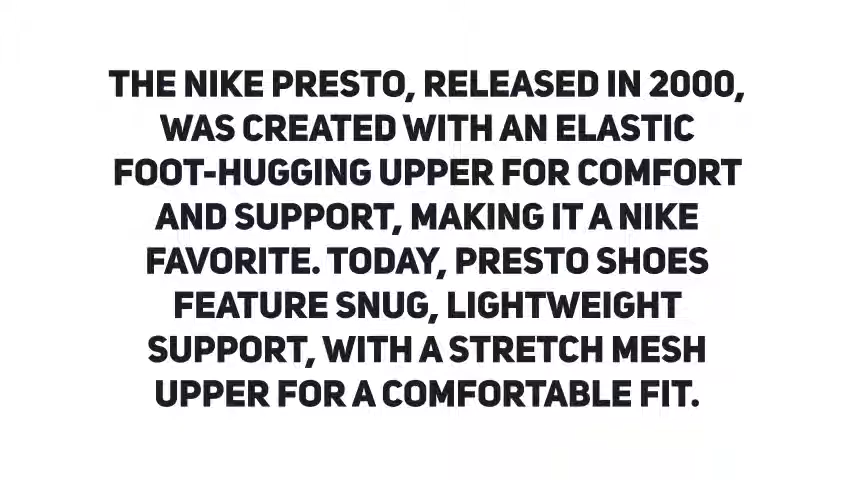 THE NIKE PRESTO, RELEASED IN 2000,
WAS CREATED WITH AN ELASTIC
FOOT-HUGGING UPPER FOR COMFORT
AND SUPPORT, MAKING IT A NIKE
FAVORITE. TODAY, PRESTO SHOES
FEATURE SNUG, LIGHTWEIGHT
SUPPORT, WITH A STRETCH MESH
UPPER FOR A COMFORTABLE FIT.